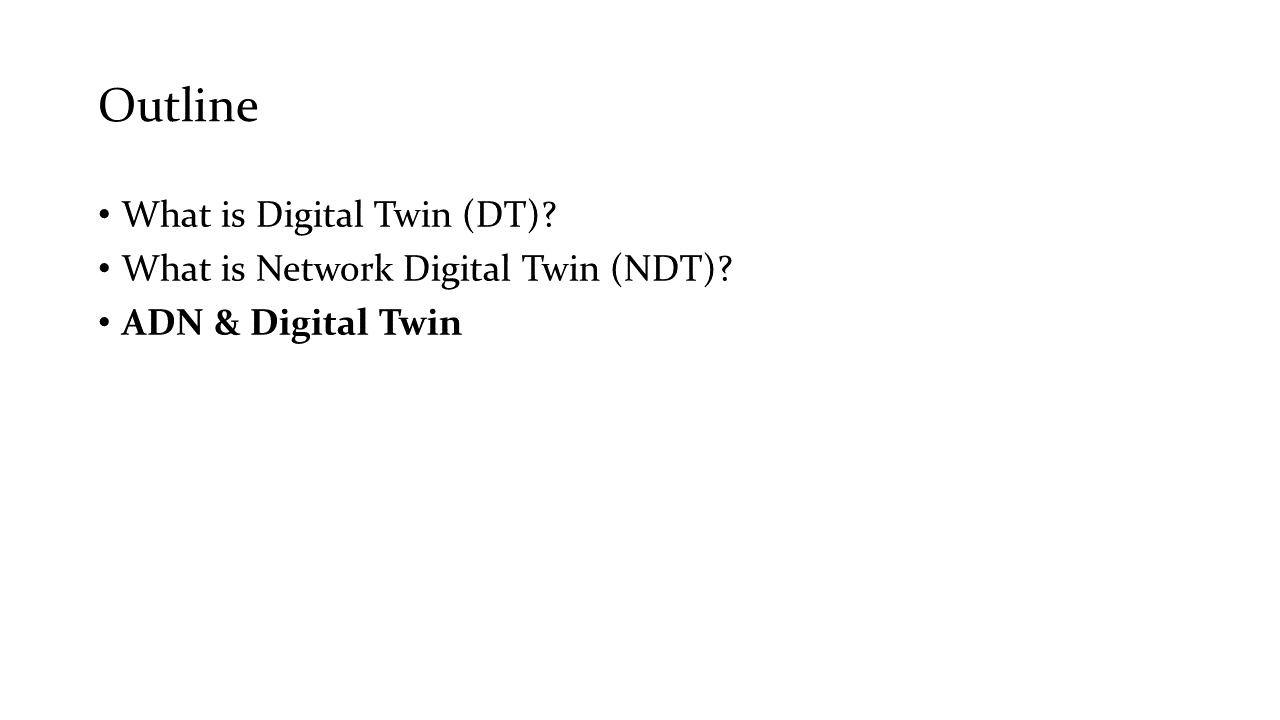 Outline
• What is Digital Twin (DT)?
• What is Network Digital Twin (NDT)?
• ADN & Digital Twin